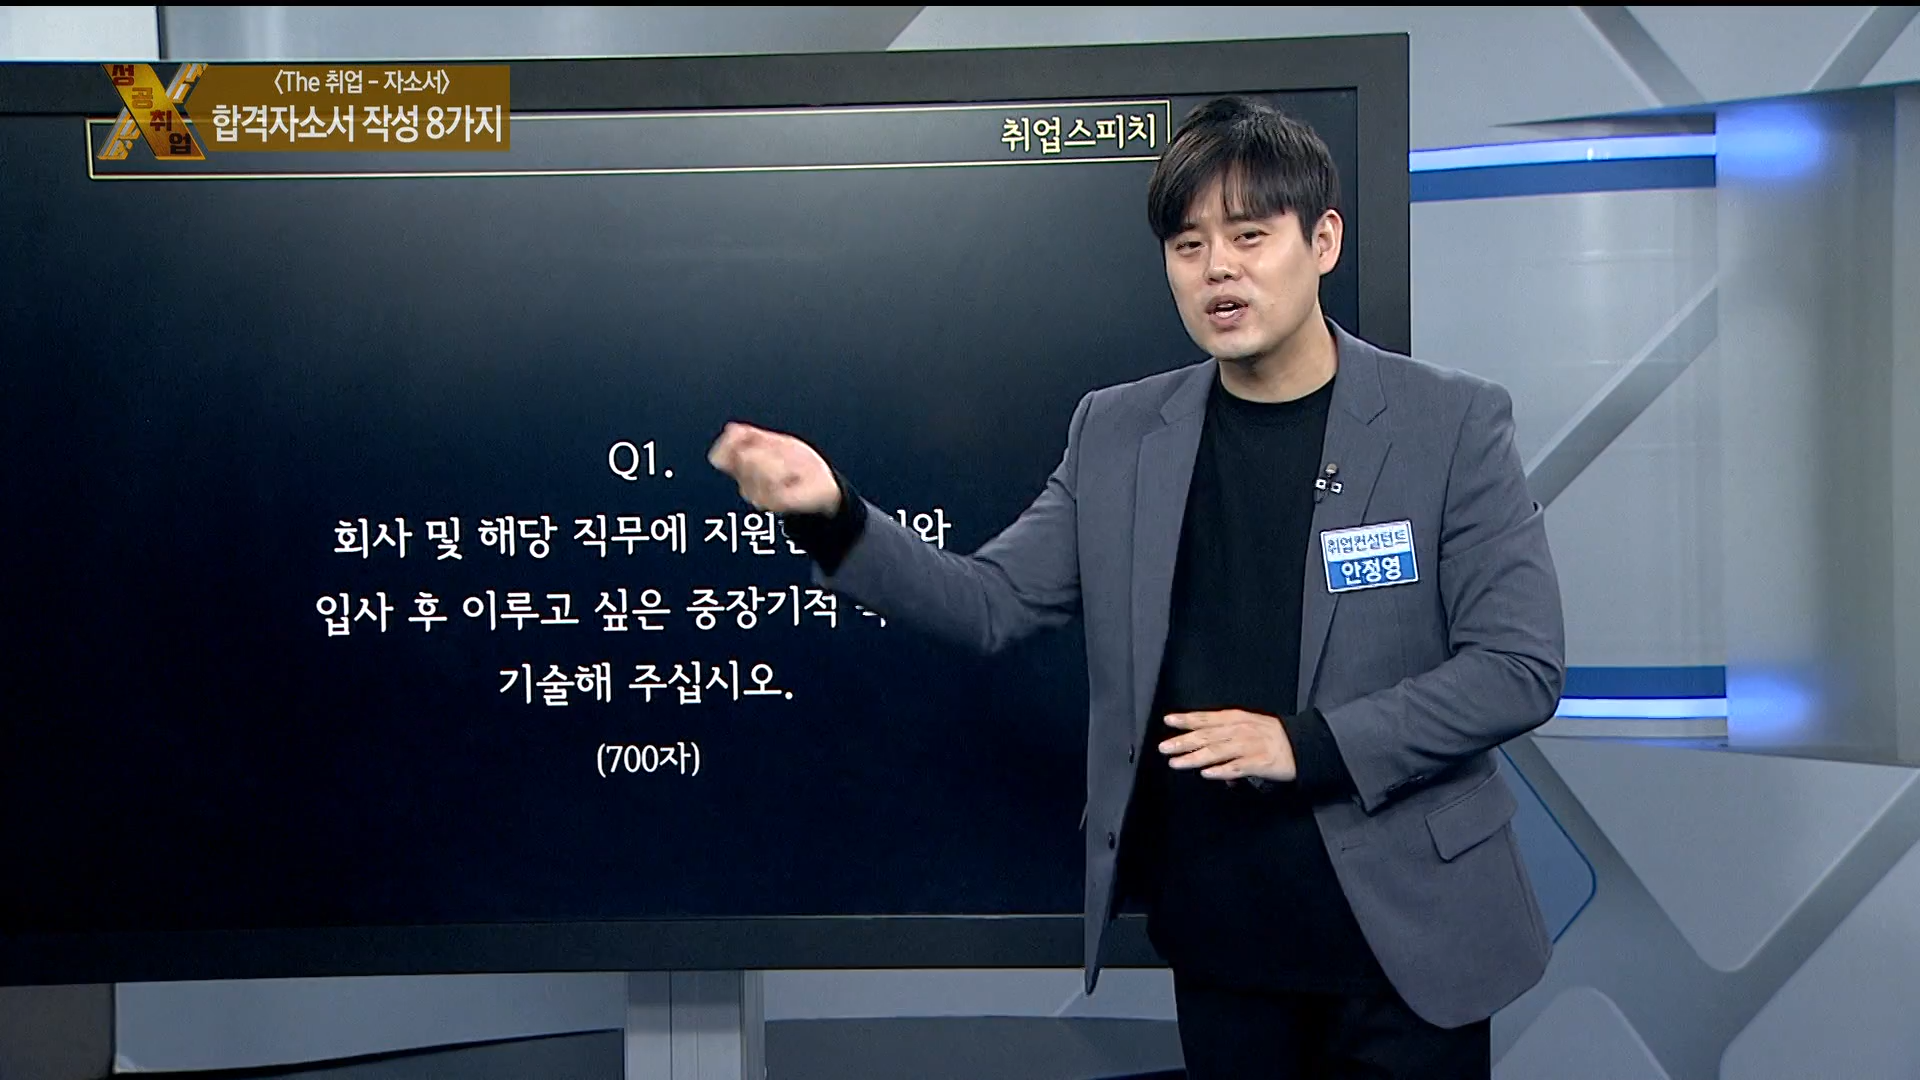 성공취업
〈The 취업 - 자소서〉
합격자소서 작성 8가지
취업스피치
Q1.
회사 및 해당 직무에
입사 후 이루고 싶은 중장기적
기술해 주십시오.
(700자)
취업컨설턴트
안정영